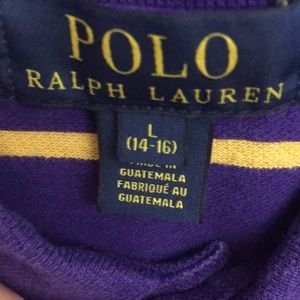 POLO
RALPH LAUREN
L
(14-16)
MADE IN
GUATEMALA
FABRIQUÉ AU
GUATEMALA